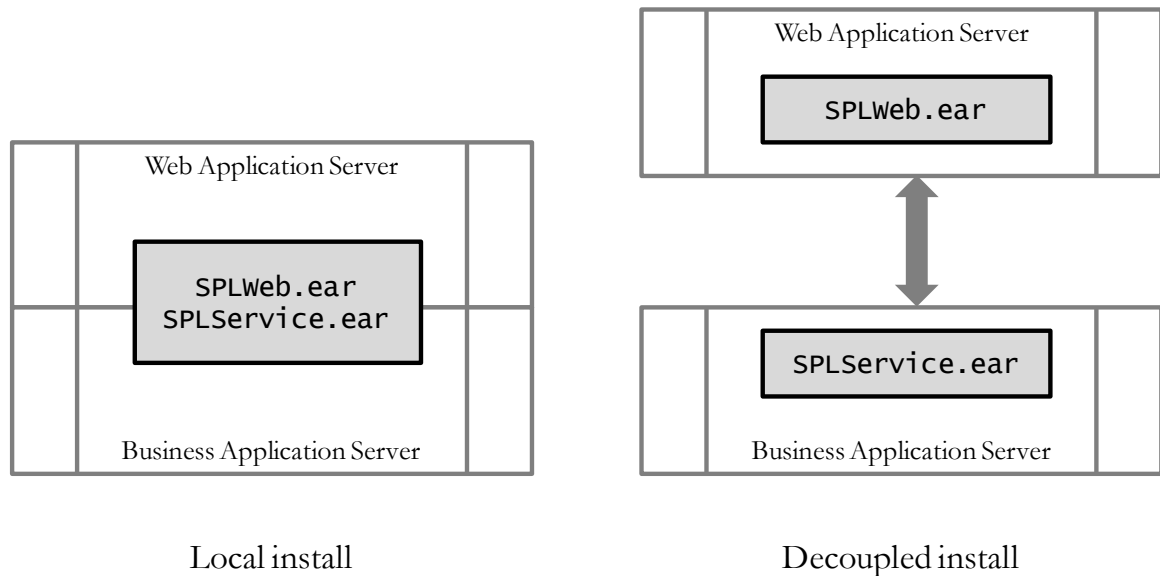 Web Application Server
SPLWeb.ear
SPLService.ear
Business Application Server
Local install
Web Application Server
SPLWeb.ear
SPLService.ear
Business Application Server
Decoupled install